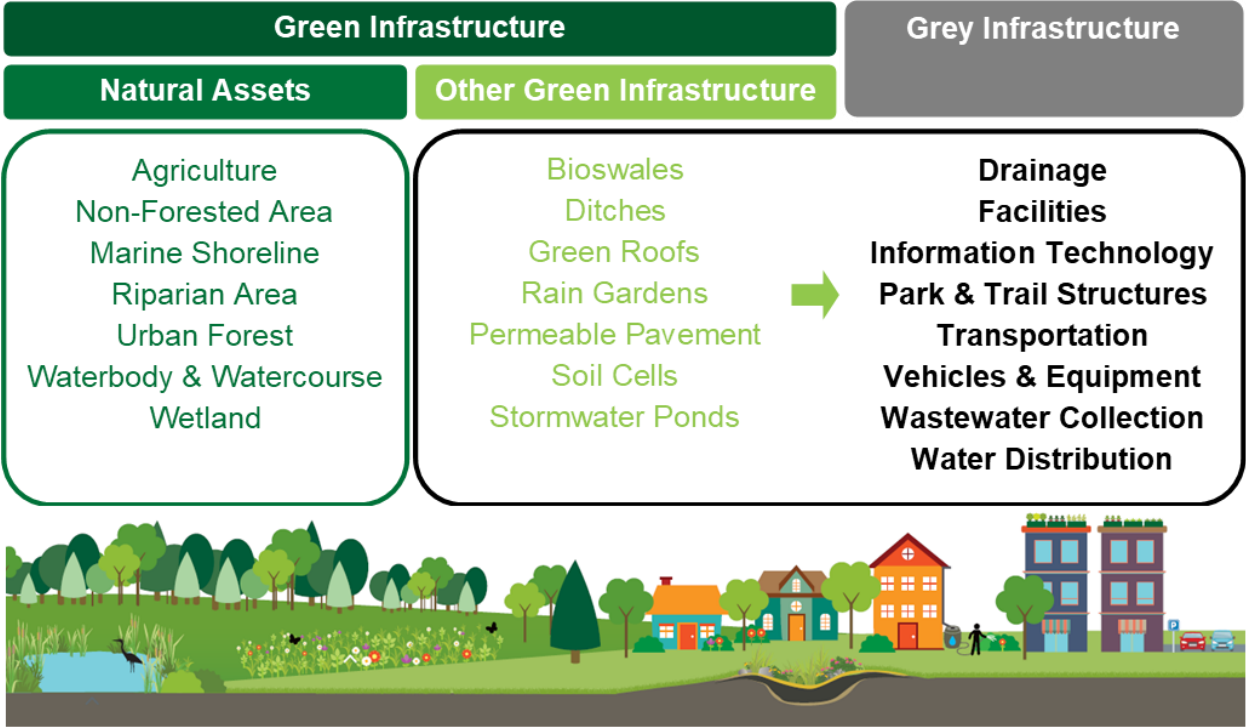 Green Infrastructure
Grey Infrastructure
Natural Assets
Other Green Infrastructure
Agriculture
Non-Forested Area
Marine Shoreline
Riparian Area
Urban Forest
Waterbody & Watercourse
Wetland
Bioswales
Ditches
Green Roofs
Rain Gardens
Permeable Pavement
Soil Cells
Stormwater Ponds
Drainage
Facilities
Information Technology
Park & Trail Structures
Transportation
Vehicles & Equipment
Wastewater Collection
Water Distribution
P